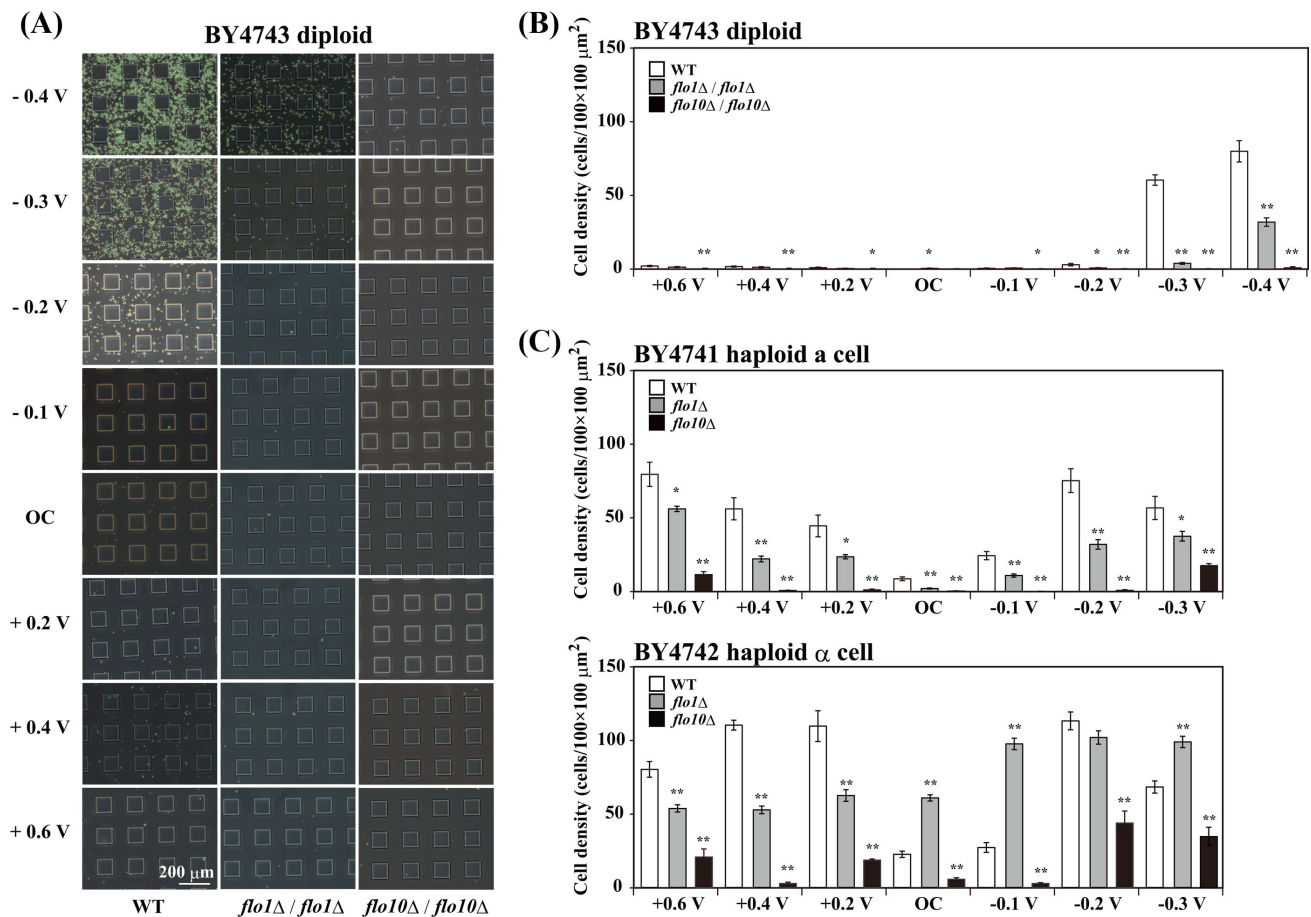 (A)
BY4743 diploid
- 0.4 V
- 0.3 V
- 0.2 V
- 0.1 V
OC
+ 0.2 V
+ 0.4 V
+ 0.6 V
200 μm
WT flo1Δ / flo1Δ flo10Δ / flo10Δ
(B)
BY4743 diploid
Cell density (cells/100×100 μm²)
150
100
50
0
WT
flo1Δ / flo1Δ
flo10Δ / flo10Δ
** ** * * * * ** ** ** ** **
+0.6 V +0.4 V +0.2 V OC -0.1 V -0.2 V -0.3 V -0.4 V
(C)
BY4741 haploid a cell
Cell density (cells/100×100 μm²)
150
100
50
0
WT
flo1Δ
flo10Δ
* ** ** ** * ** ** ** ** ** ** ** * **
+0.6 V +0.4 V +0.2 V OC -0.1 V -0.2 V -0.3 V
BY4742 haploid α cell
Cell density (cells/100×100 μm²)
150
100
50
0
WT
flo1Δ
flo10Δ
** ** ** ** ** ** ** ** ** ** ** ** **
+0.6 V +0.4 V +0.2 V OC -0.1 V -0.2 V -0.3 V